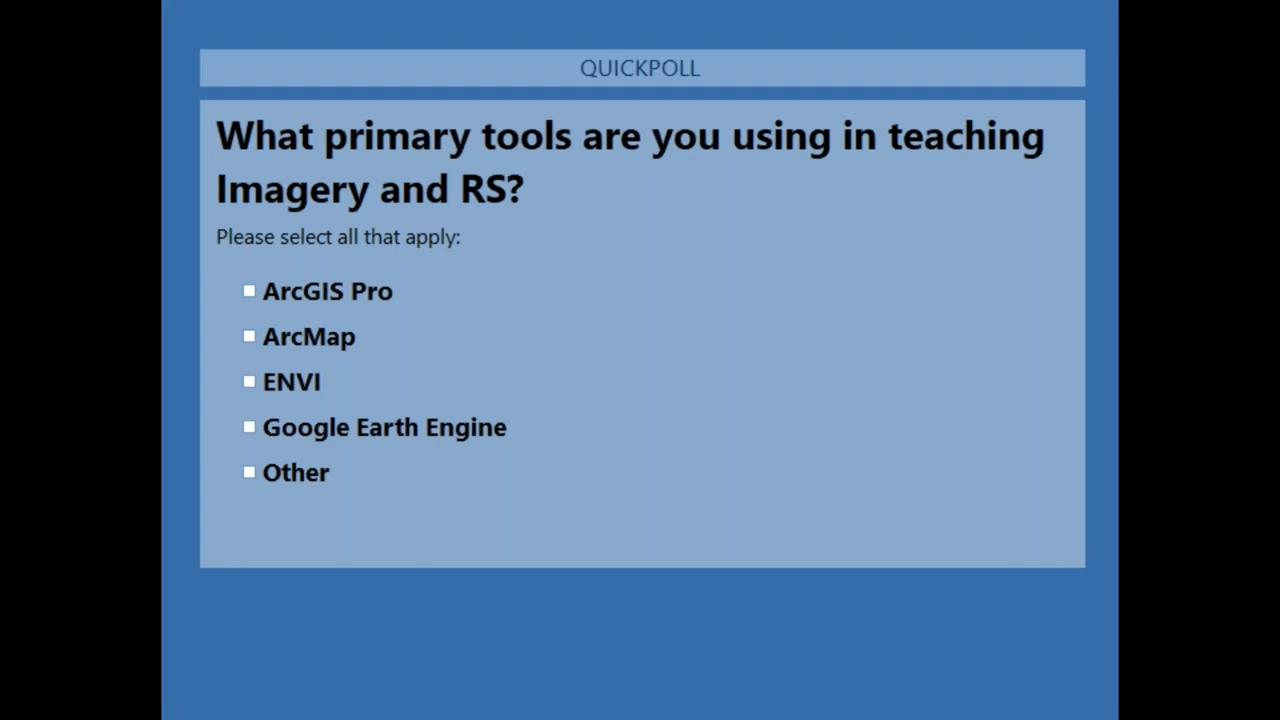 QUICKPOLL
What primary tools are you using in teaching
Imagery and RS?
Please select all that apply:
ArcGIS Pro
ArcMap
ENVI
Google Earth Engine
Other